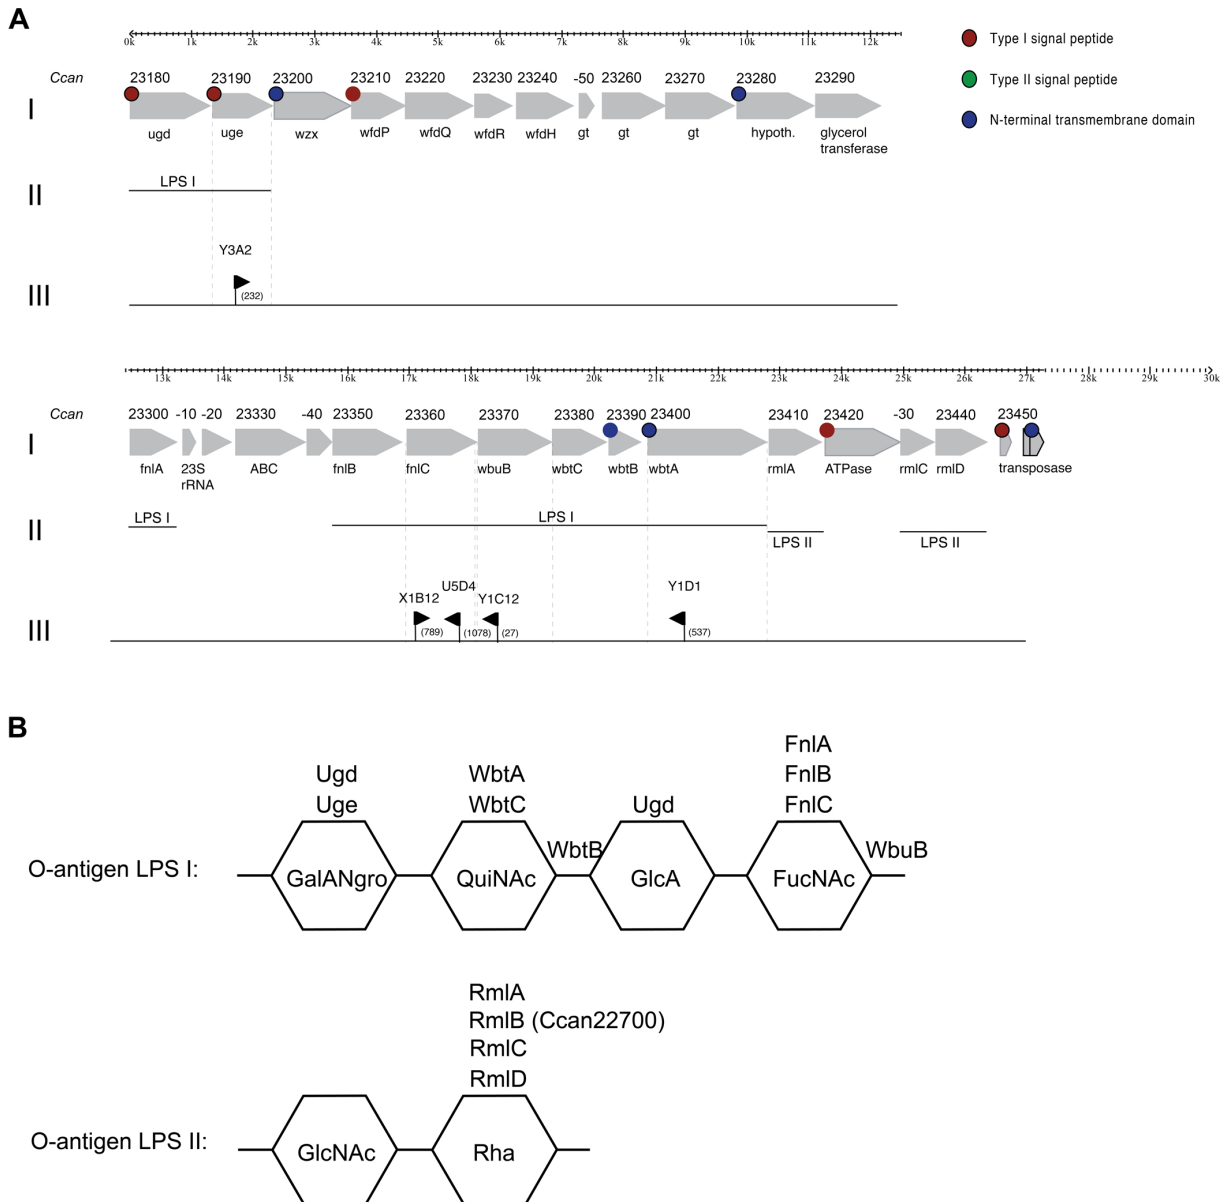 A
0k 1k 2k 3k 4k 5k 6k 7k 8k 9k 10k 11k 12k
Type I signal peptide
Type II signal peptide
N-terminal transmembrane domain
Ccan 23180 23190 23200 23210 23220 23230 23240 -50 23260 23270 23280 23290
I
ugd uge wzx wfdP wfdQ wfdR wfdH gt gt gt hypoth. glycerol
transferase
II LPS I
Y3A2
III (232)
13k 14k 15k 16k 17k 18k 19k 20k 21k 22k 23k 24k 25k 26k 27k 28k 29k 30k
Ccan 23300 -10 -20 23330 -40 23350 23360 23370 23380 23390 23400 23410 23420 -30 23440 23450
I
fnlA 23S ABC fnlB fnlC wbuB wbtC wbtB wbtA rmlA ATPase rmlC rmlD transposase
rRNA
II LPS I LPS I
LPS II LPS II
X1B12 U5D4 Y1C12 Y1D1
III (789) (1078) (27) (537)
B
FnlA
Ugd WbtA FnlB
Uge WbtC Ugd FnlC
WbtB WbuB
O-antigen LPS I: GalANgro QuiNAc GlcA FucNAc
RmlA
RmlB (Ccan22700)
RmlC
RmlD
O-antigen LPS II: GlcNAc Rha